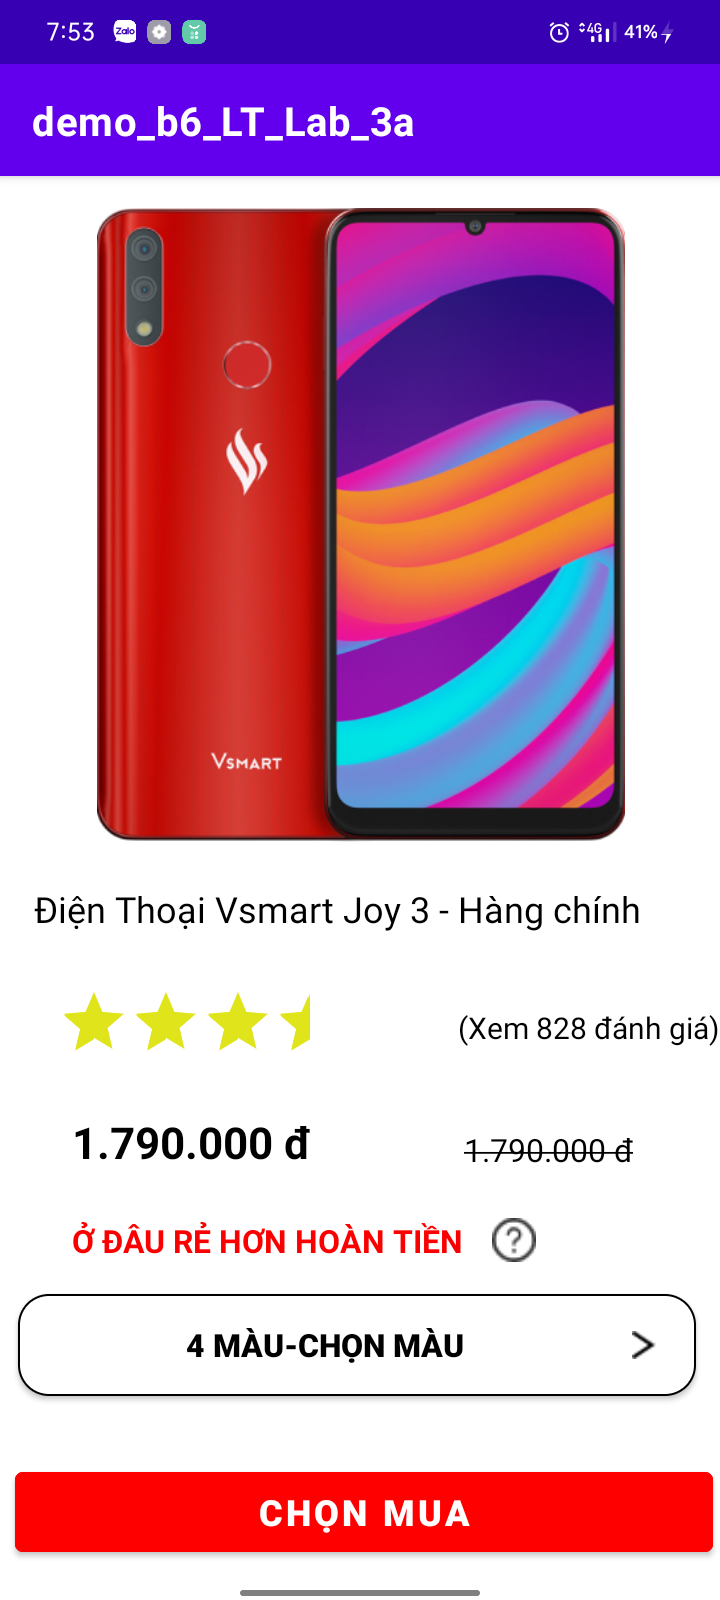 7:53 Zalo 4G 41%
demo_b6_LT_Lab_3a
VSMART
Điện Thoại Vsmart Joy 3 - Hàng chính
(Xem 828 đánh giá)
1.790.000 đ 1.790.000 đ
Ở ĐÂU RẺ HƠN HOÀN TIỀN ?
4 MÀU-CHỌN MÀU >
CHỌN MUA